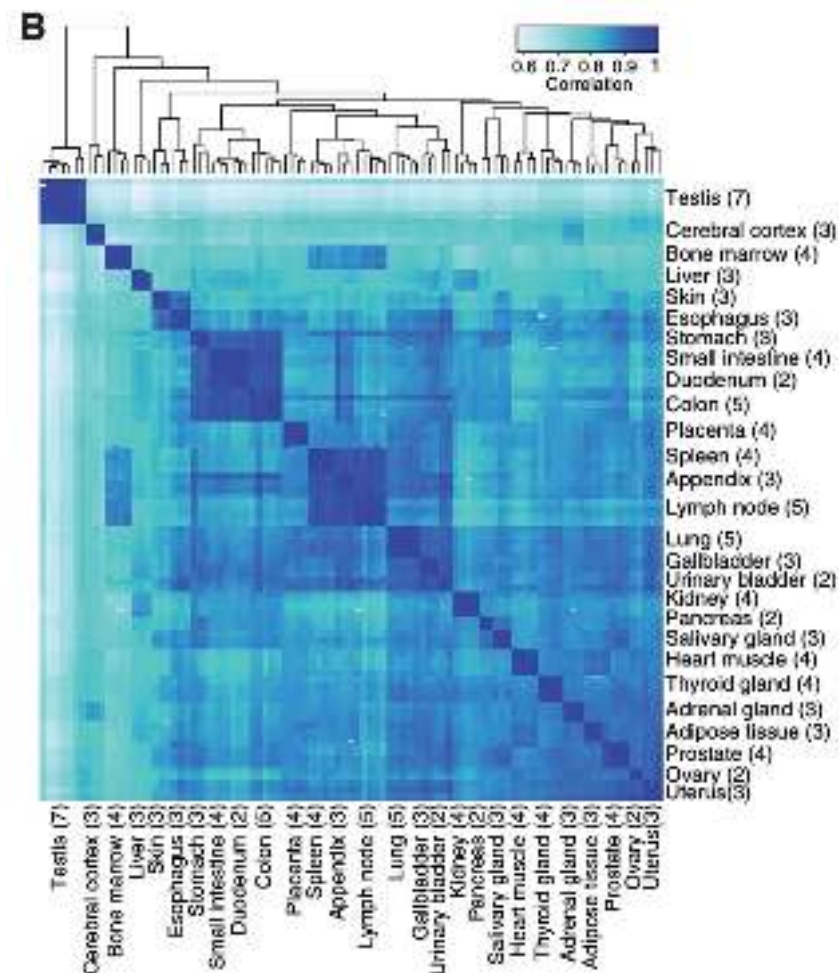 B
0.6 0.7 0.8 0.9 1
Correlation
Testis (7)
Cerebral cortex (3)
Bone marrow (4)
Liver (3)
Skin (3)
Esophagus (3)
Stomach (3)
Small intestine (4)
Duodenum (2)
Colon (5)
Placenta (4)
Spleen (4)
Appendix (3)
Lymph node (5)
Lung (5)
Gallbladder (3)
Urinary bladder (2)
Kidney (4)
Pancreas (2)
Salivary gland (3)
Heart muscle (4)
Thyroid gland (4)
Adrenal gland (3)
Adipose tissue (3)
Prostate (4)
Ovary (2)
Uterus(3)
Testis (7)
Cerebral cortex (3)
Bone marrow (4)
Liver (3)
Skin (3)
Esophagus (3)
Stomach (3)
Small intestine (4)
Duodenum (2)
Colon (5)
Placenta (4)
Spleen (4)
Appendix (3)
Lymph node (5)
Lung (5)
Gallbladder (3)
Urinary bladder (2)
Kidney (4)
Pancreas (2)
Salivary gland (3)
Heart muscle (4)
Thyroid gland (4)
Adrenal gland (3)
Adipose tissue (3)
Prostate (4)
Ovary (2)
Uterus(3)